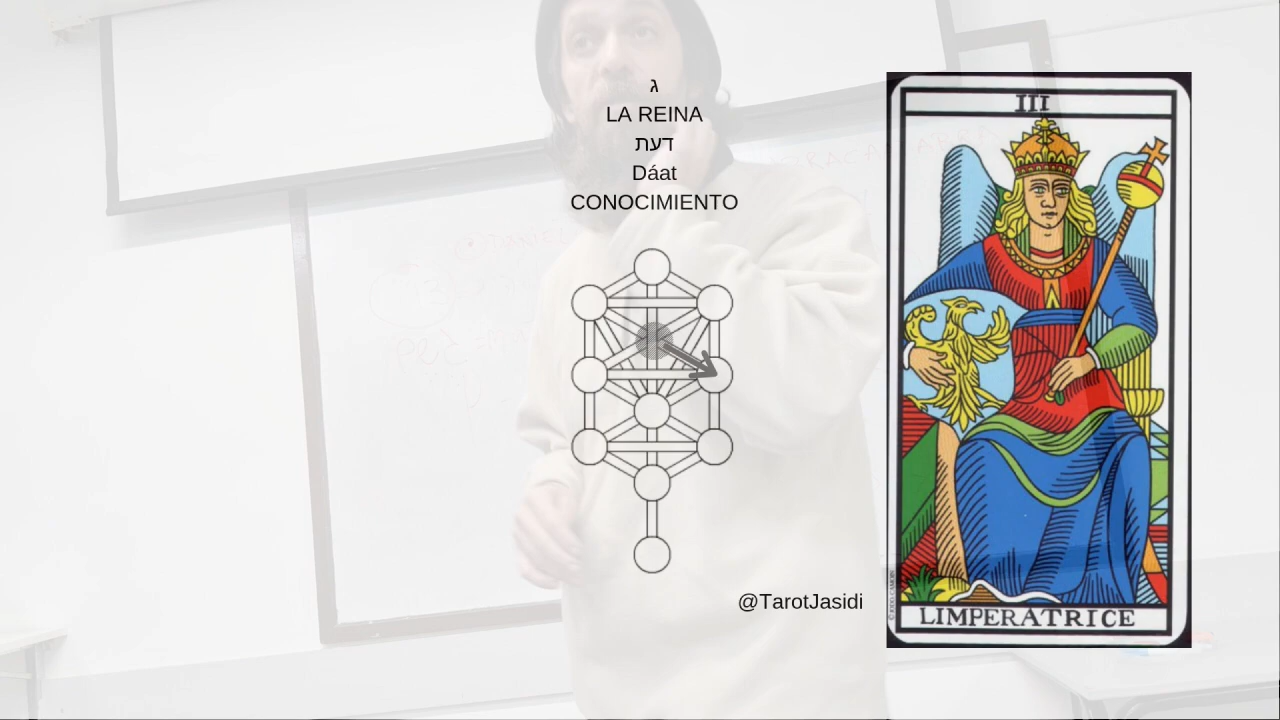 ג
LA REINA
דעת
Dáat
CONOCIMIENTO
@TarotJasidi
III
LIMPERATRICE